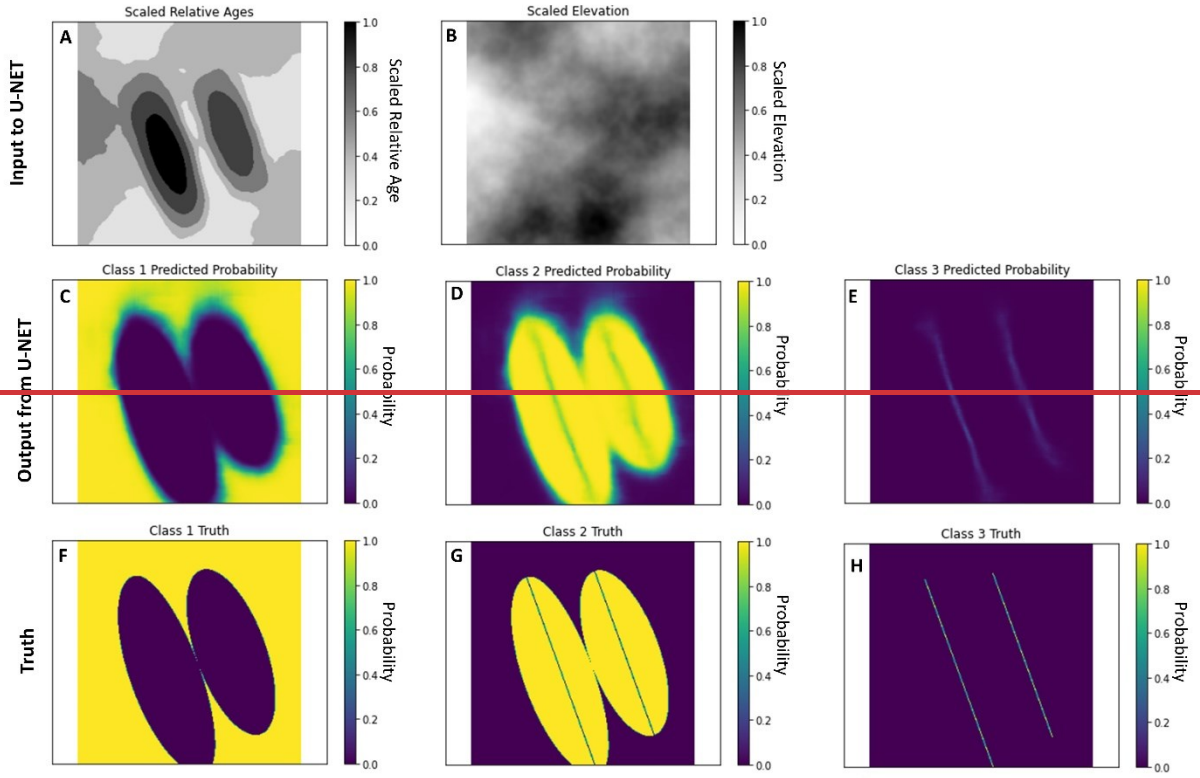 Scaled Relative Ages
Scaled Elevation
Input to U-NET
A
1.0
0.8
0.6
0.4
0.2
0.0
Scaled Relative Age
B
1.0
0.8
0.6
0.4
0.2
0.0
Scaled Elevation
Class 1 Predicted Probability
Class 2 Predicted Probability
Class 3 Predicted Probability
Output from U-NET
C
1.0
0.8
0.6
0.4
0.2
0.0
Probability
D
1.0
0.8
0.6
0.4
0.2
0.0
Probability
E
1.0
0.8
0.6
0.4
0.2
0.0
Probability
Class 1 Truth
Class 2 Truth
Class 3 Truth
Truth
F
1.0
0.8
0.6
0.4
0.2
0.0
Probability
G
1.0
0.8
0.6
0.4
0.2
0.0
Probability
H
1.0
0.8
0.6
0.4
0.2
0.0
Probability